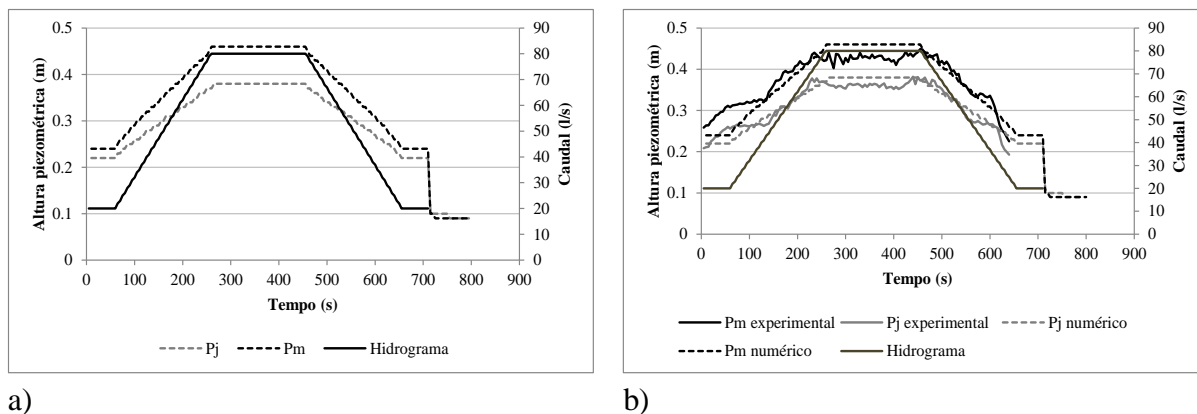 0.5
0.4
0.3
0.2
0.1
0
Altura piezométrica (m)
90
80
70
60
50
40
30
20
10
0
Caudal (l/s)
0 100 200 300 400 500 600 700 800 900
Tempo (s)
Pj Pm Hidrograma
a)
0.5
0.4
0.3
0.2
0.1
0
Altura piezométrica (m)
90
80
70
60
50
40
30
20
10
0
Caudal (l/s)
0 100 200 300 400 500 600 700 800 900
Tempo (s)
Pm experimental Pj experimental Pj numérico
Pm numérico Hidrograma
b)